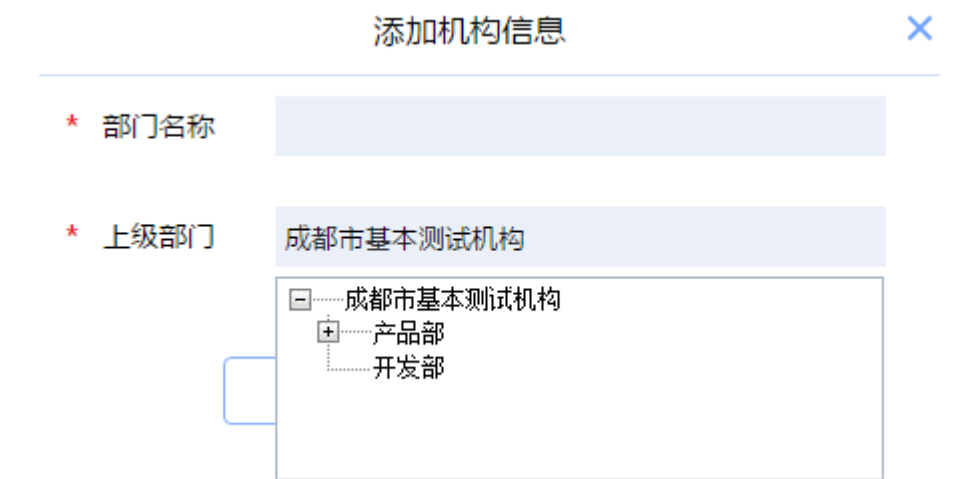 添加机构信息
* 部门名称
* 上级部门 成都市基本测试机构
成都市基本测试机构
产品部
开发部